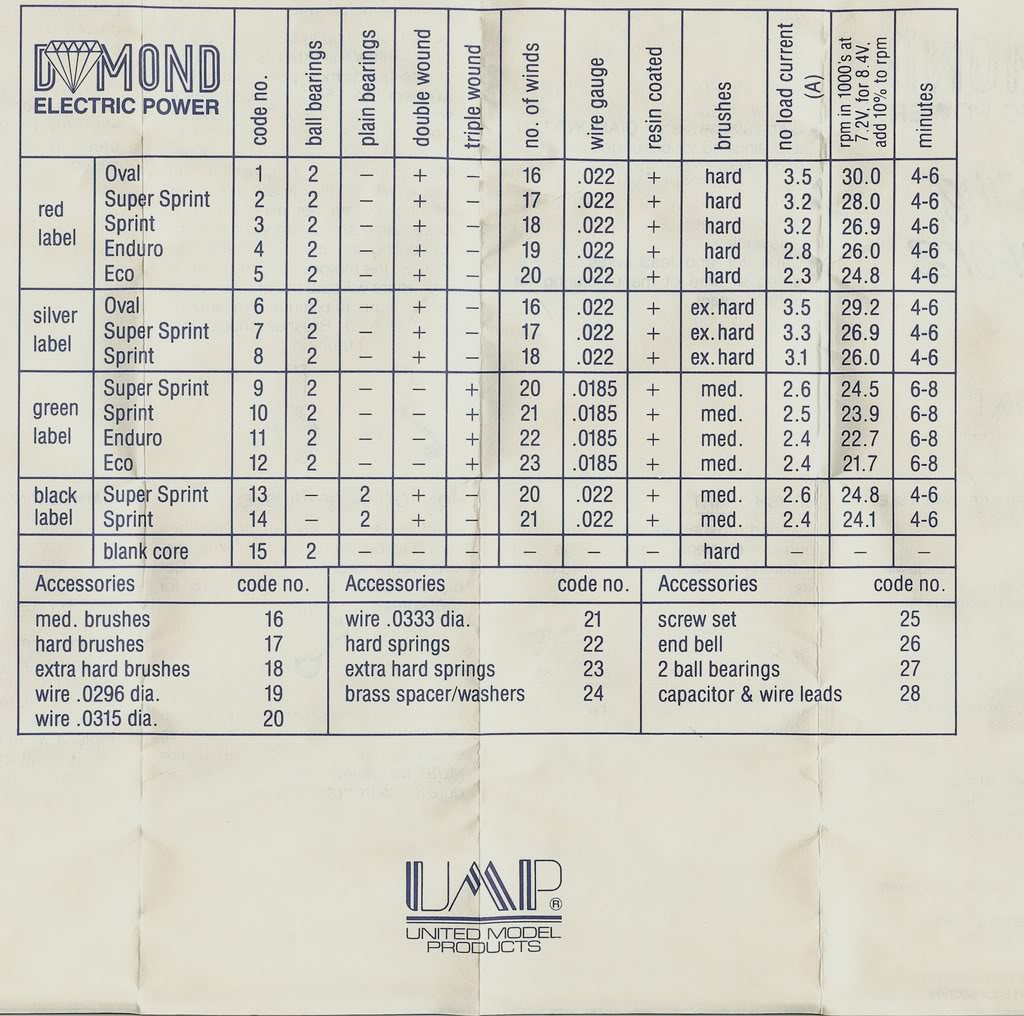 DIAMOND
ELECTRIC POWER
code no.
ball bearings
plain bearings
double wound
triple wound
no. of winds
wire gauge
resin coated
brushes
no load current
(A)
rpm in 1000's at
7.2V. for 8.4V.
add 10% to rpm
minutes
red
label
Oval 1 2 – + – 16 .022 + hard 3.5 30.0 4-6
Super Sprint 2 2 – + – 17 .022 + hard 3.2 28.0 4-6
Sprint 3 2 – + – 18 .022 + hard 3.2 26.9 4-6
Enduro 4 2 – + – 19 .022 + hard 2.8 26.0 4-6
Eco 5 2 – + – 20 .022 + hard 2.3 24.8 4-6
silver
label
Oval 6 2 – + – 16 .022 + ex.hard 3.5 29.2 4-6
Super Sprint 7 2 – + – 17 .022 + ex.hard 3.3 26.9 4-6
Sprint 8 2 – + – 18 .022 + ex.hard 3.1 26.0 4-6
green
label
Super Sprint 9 2 – – + 20 .0185 + med. 2.6 24.5 6-8
Sprint 10 2 – – + 21 .0185 + med. 2.5 23.9 6-8
Enduro 11 2 – – + 22 .0185 + med. 2.4 22.7 6-8
Eco 12 2 – – + 23 .0185 + med. 2.4 21.7 6-8
black
label
Super Sprint 13 – 2 + – 20 .022 + med. 2.6 24.8 4-6
Sprint 14 – 2 + – 21 .022 + med. 2.4 24.1 4-6
blank core 15 2 – – – – – – hard – – –
Accessories code no. Accessories code no. Accessories code no.
med. brushes 16 wire .0333 dia. 21 screw set 25
hard brushes 17 hard springs 22 end bell 26
extra hard brushes 18 extra hard springs 23 2 ball bearings 27
wire .0296 dia. 19 brass spacer/washers 24 capacitor & wire leads 28
wire .0315 dia. 20
UMP®
UNITED MODEL
PRODUCTS